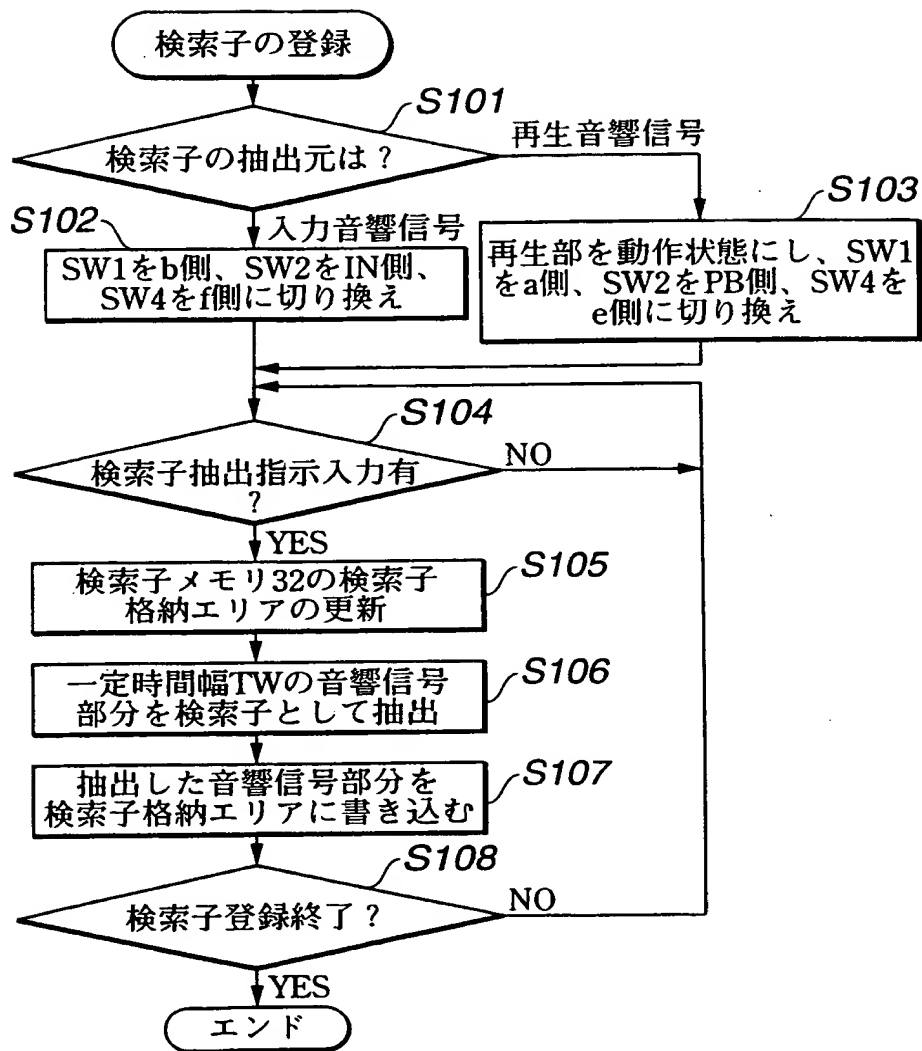 検索子の登録
S101
検索子の抽出元は?
再生音響信号
S102
入力音響信号
SW1をb側、SW2をIN側、
SW4をf側に切り換え
S103
再生部を動作状態にし、SW1
をa側、SW2をPB側、SW4を
e側に切り換え
S104
検索子抽出指示入力有
?
NO
YES
検索子メモリ32の検索子
格納エリアの更新
S105
一定時間幅TWの音響信号
部分を検索子として抽出
S106
抽出した音響信号部分を
検索子格納エリアに書き込む
S107
S108
検索子登録終了?
NO
YES
エンド